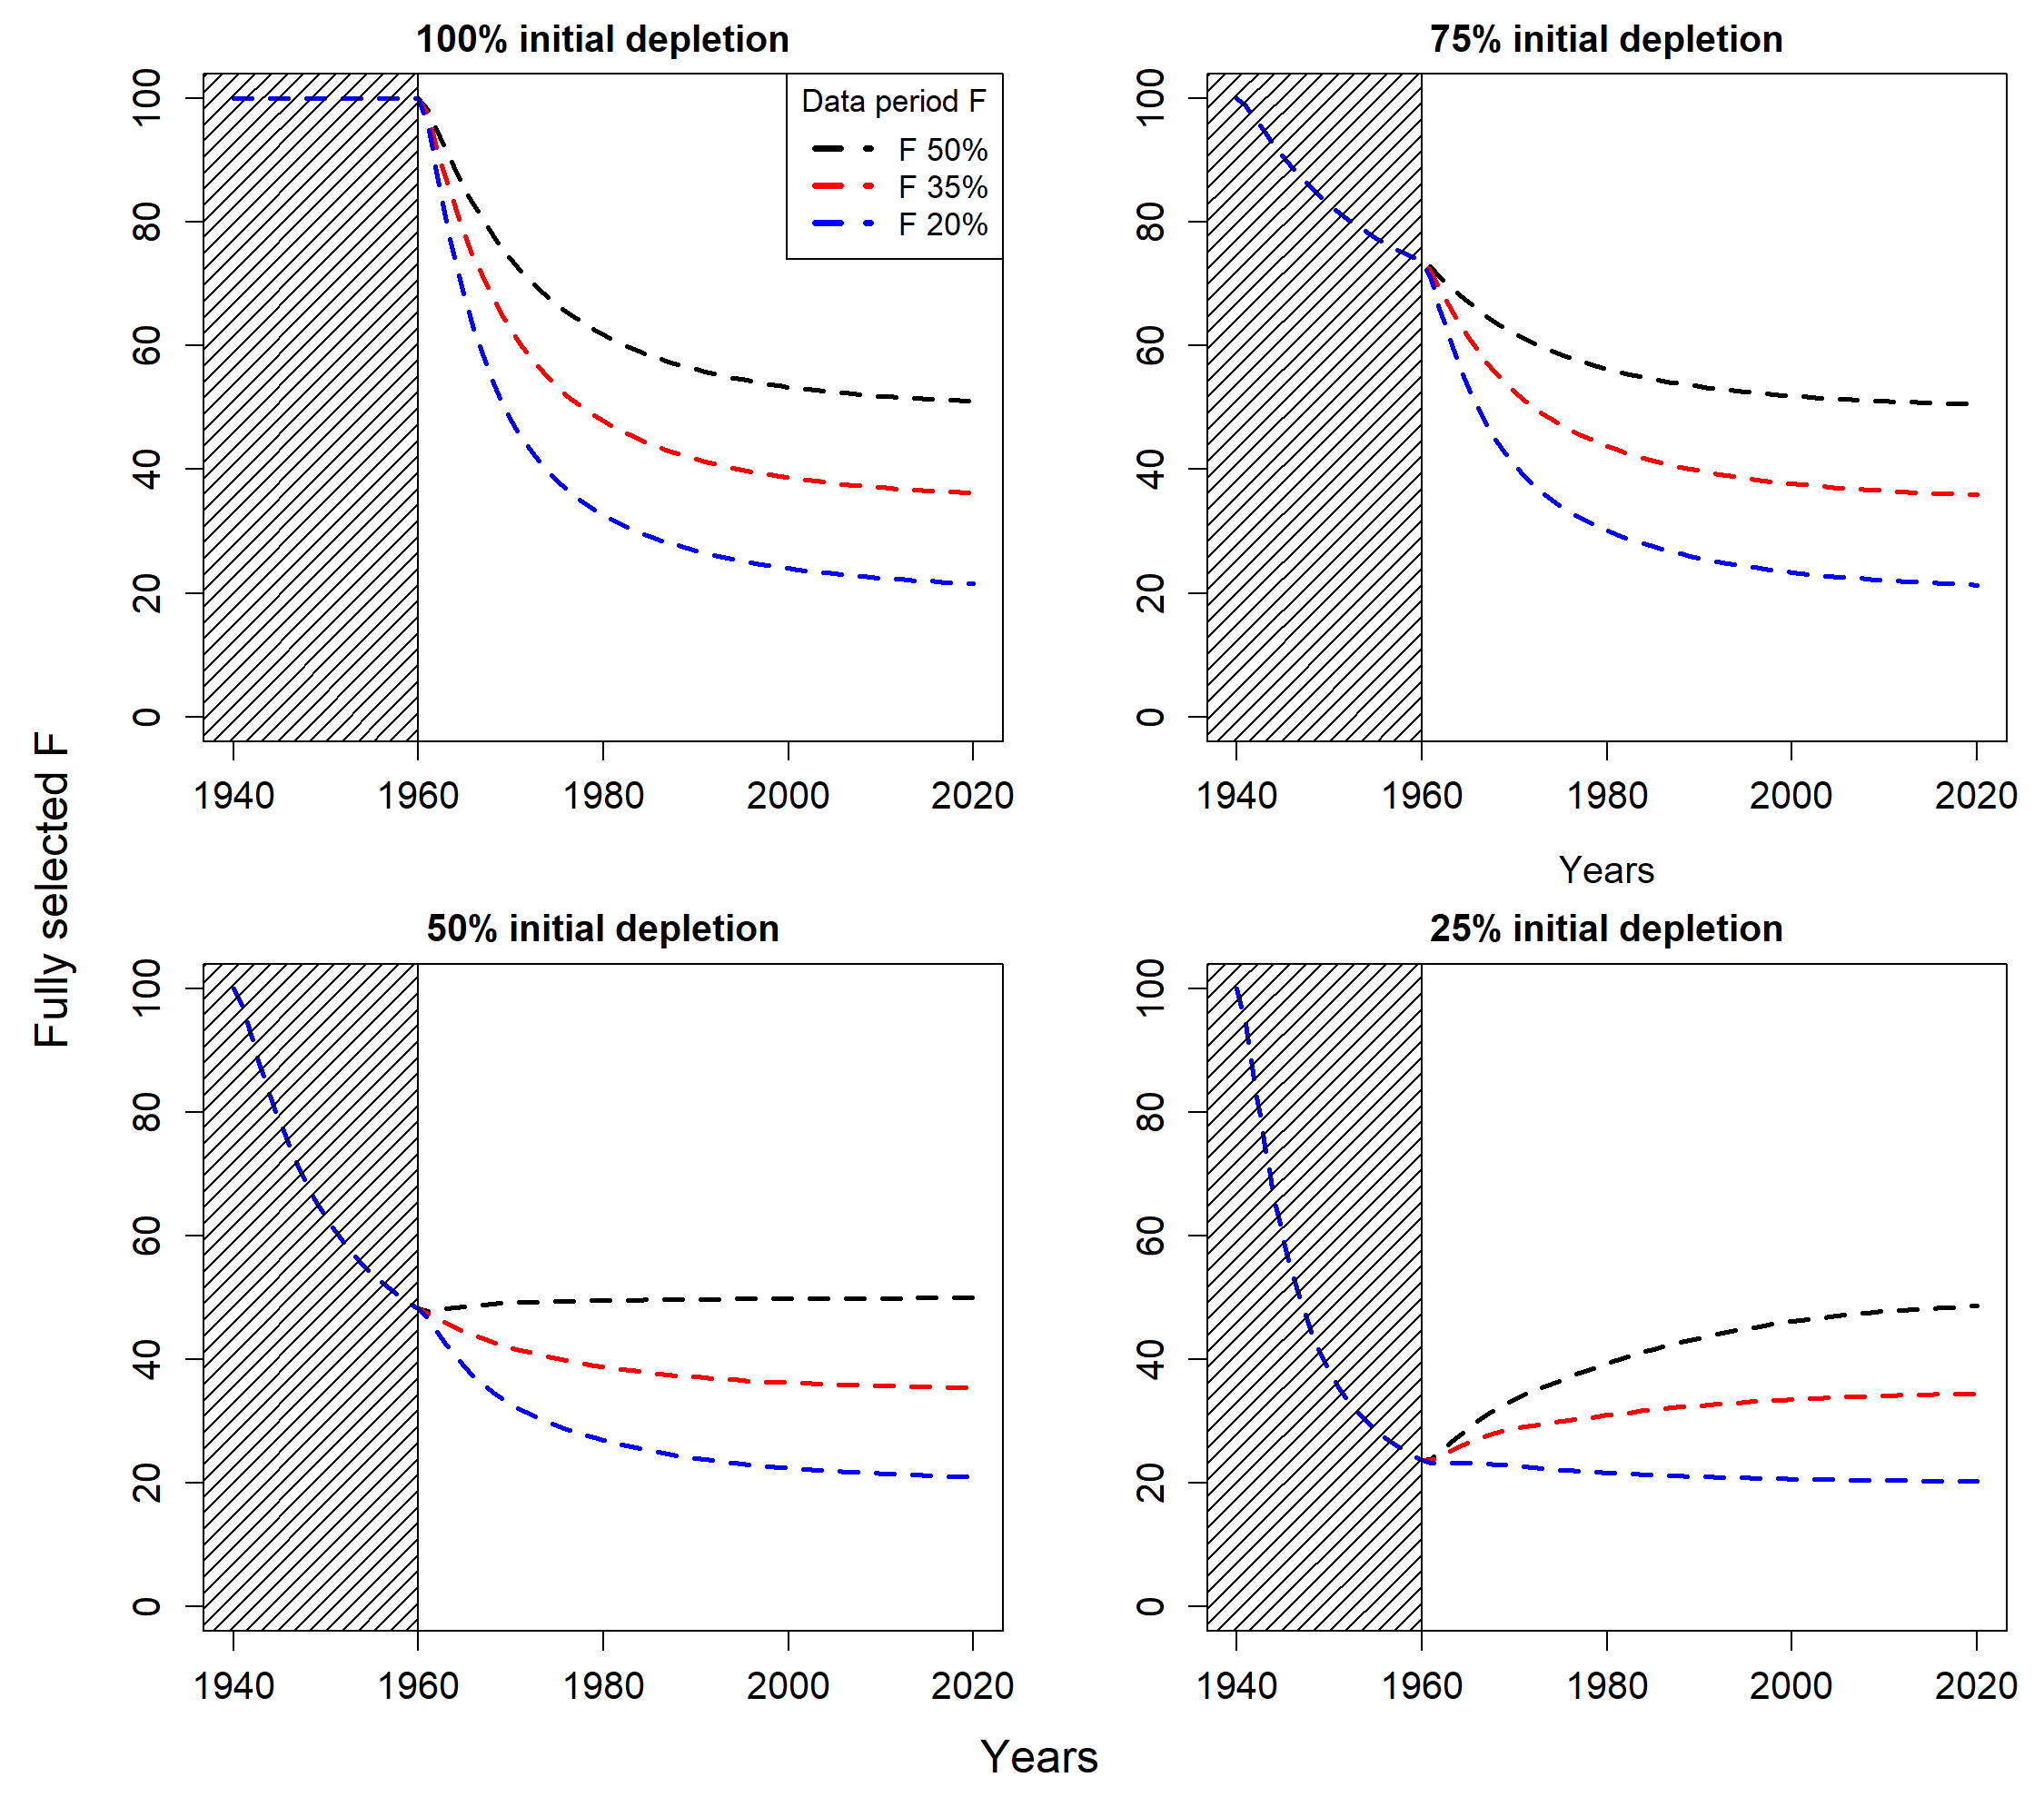 100% initial depletion
75% initial depletion
100
80
60
40
20
0
Data period F
F 50%
F 35%
F 20%
1940 1960 1980 2000 2020
100
80
60
40
20
0
1940 1960 1980 2000 2020
Years
Fully selected F
50% initial depletion
25% initial depletion
100
80
60
40
20
0
1940 1960 1980 2000 2020
100
80
60
40
20
0
1940 1960 1980 2000 2020
Years